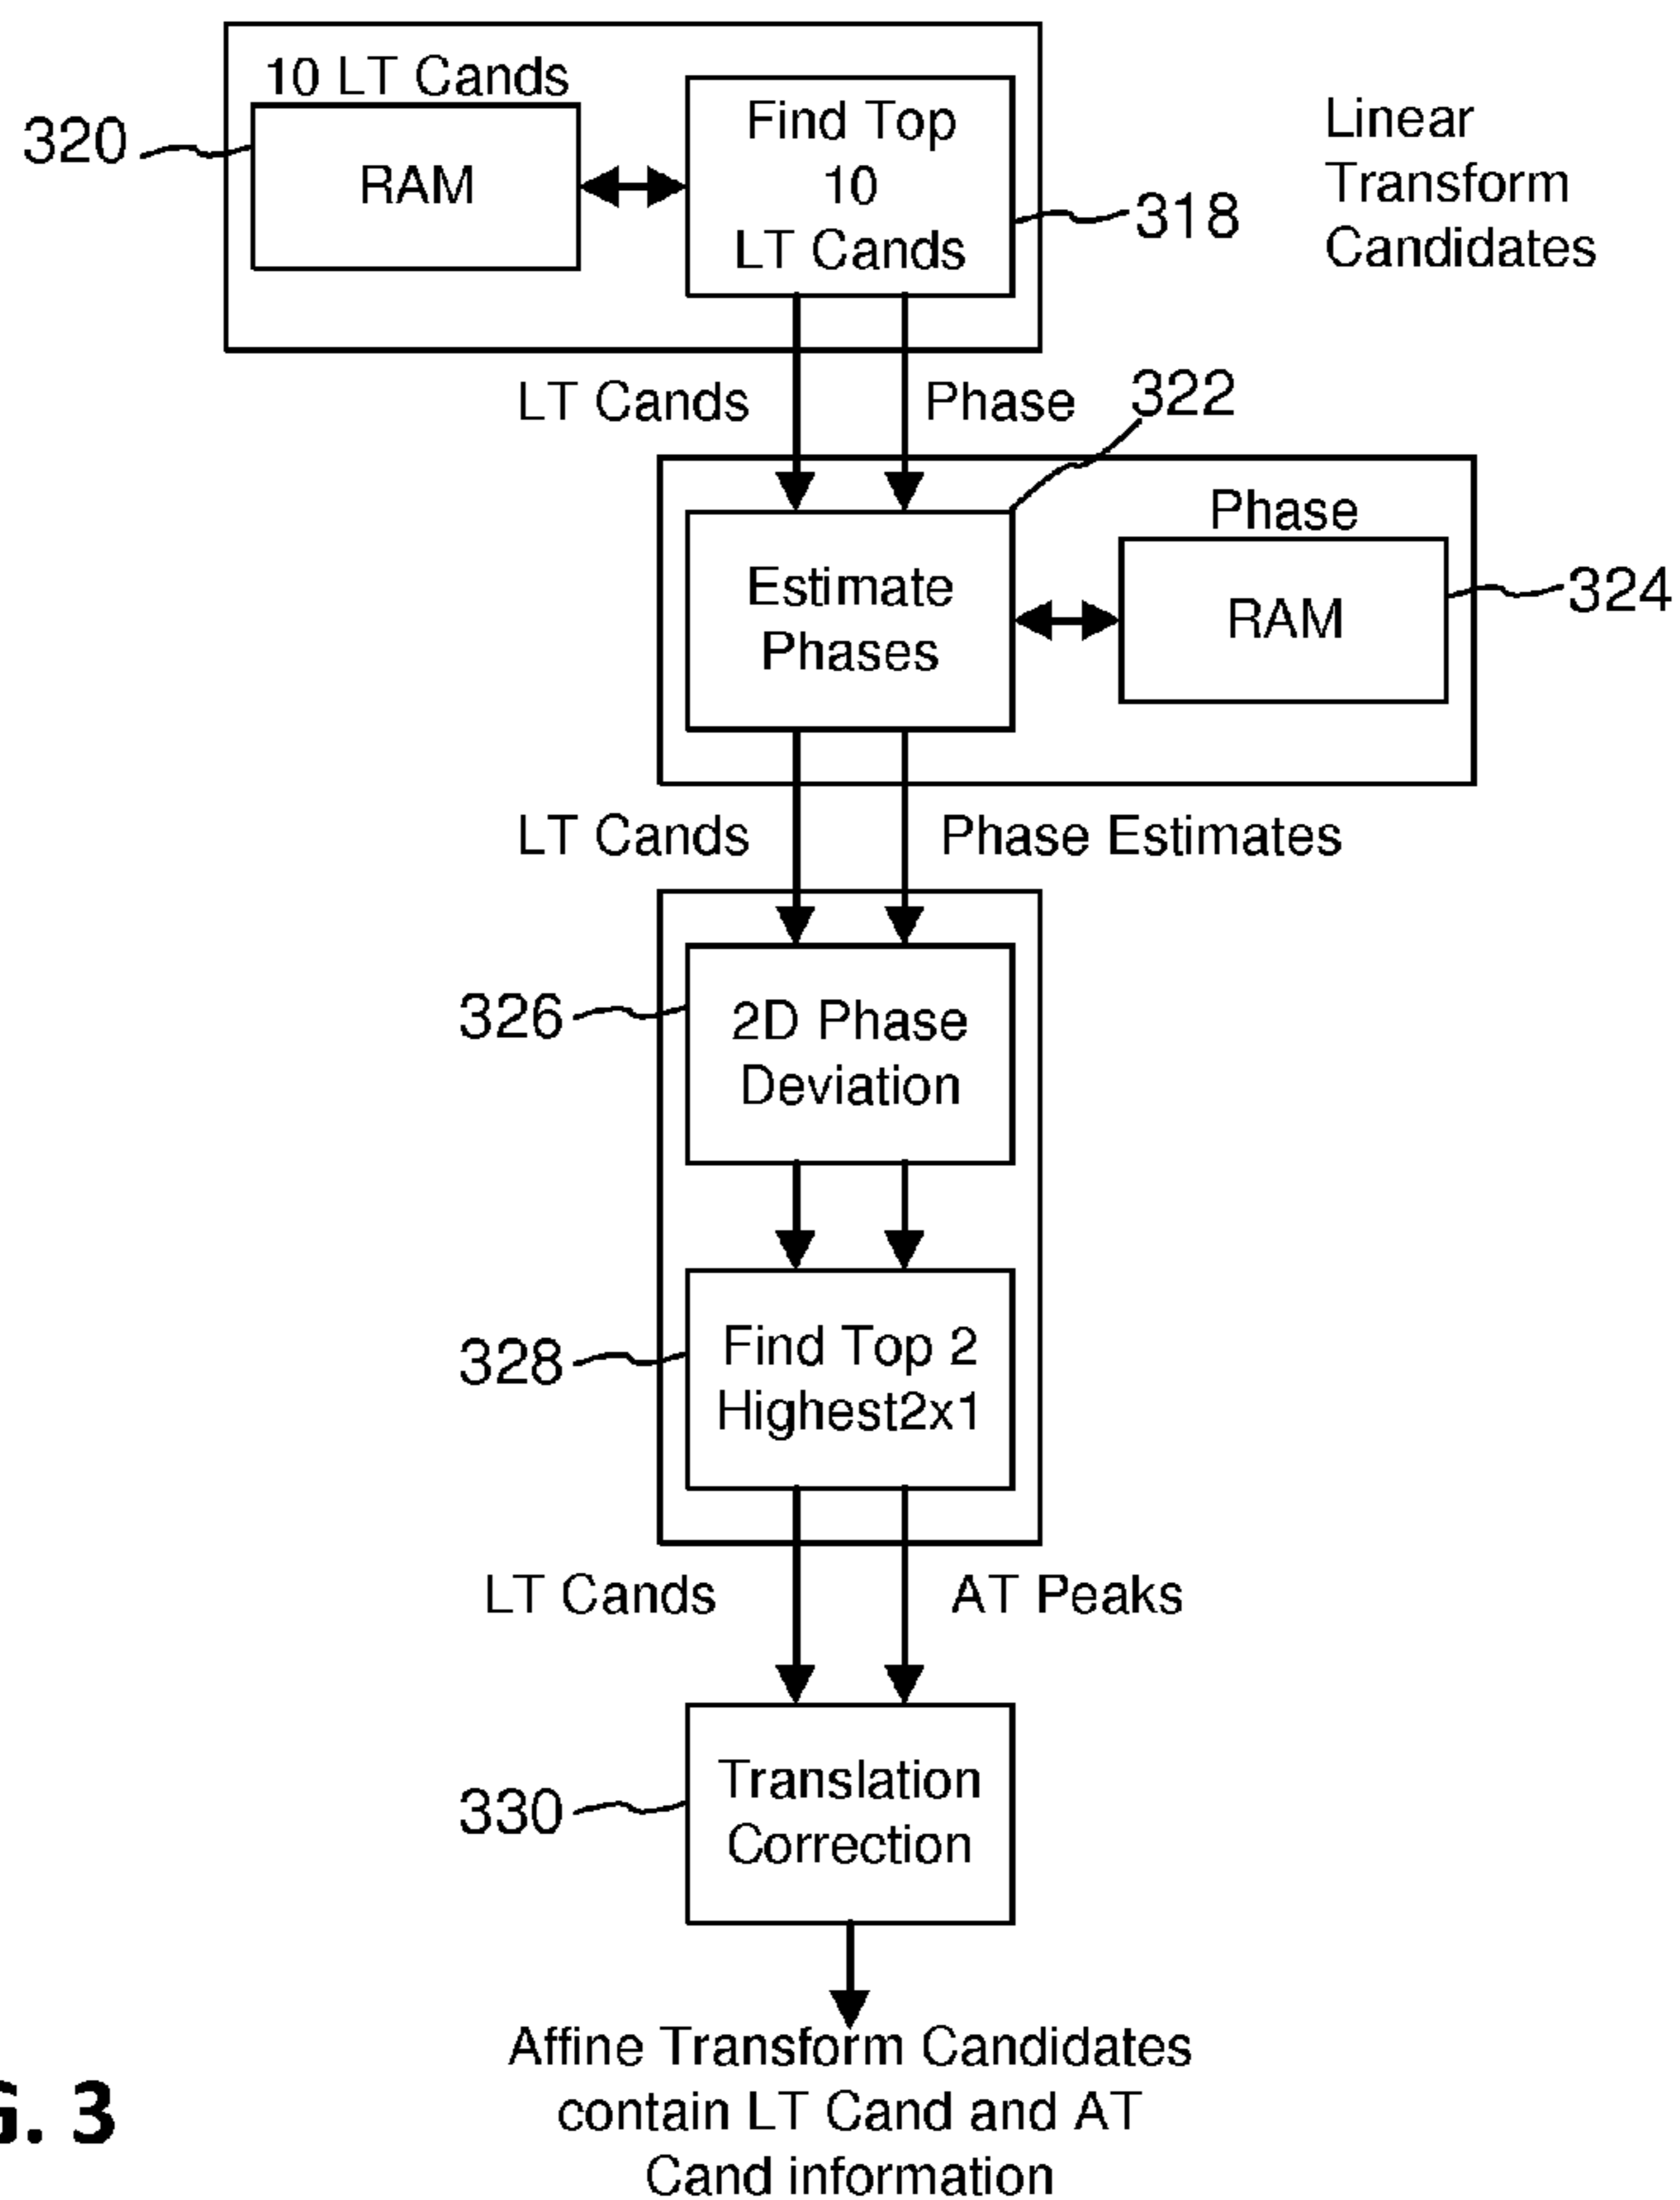 10 LT Cands
320
RAM
Find Top
10
LT Cands
318
Linear
Transform
Candidates
LT Cands
Phase
322
Estimate
Phases
Phase
RAM
324
LT Cands
Phase Estimates
326
2D Phase
Deviation
328
Find Top 2
Highest2x1
LT Cands
AT Peaks
330
Translation
Correction
Affine Transform Candidates
contain LT Cand and AT
Cand information
G. 3